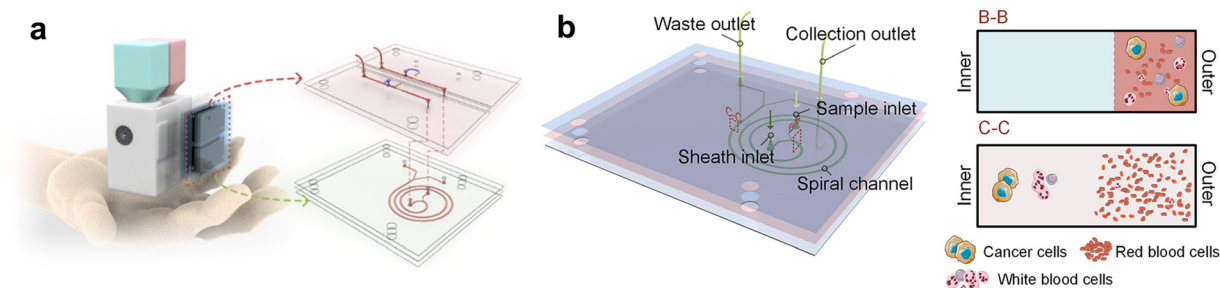 a
b
Waste outlet
Collection outlet
Sample inlet
Sheath inlet
Spiral channel
B-B
Inner
Outer
C-C
Inner
Outer
Cancer cells
Red blood cells
White blood cells